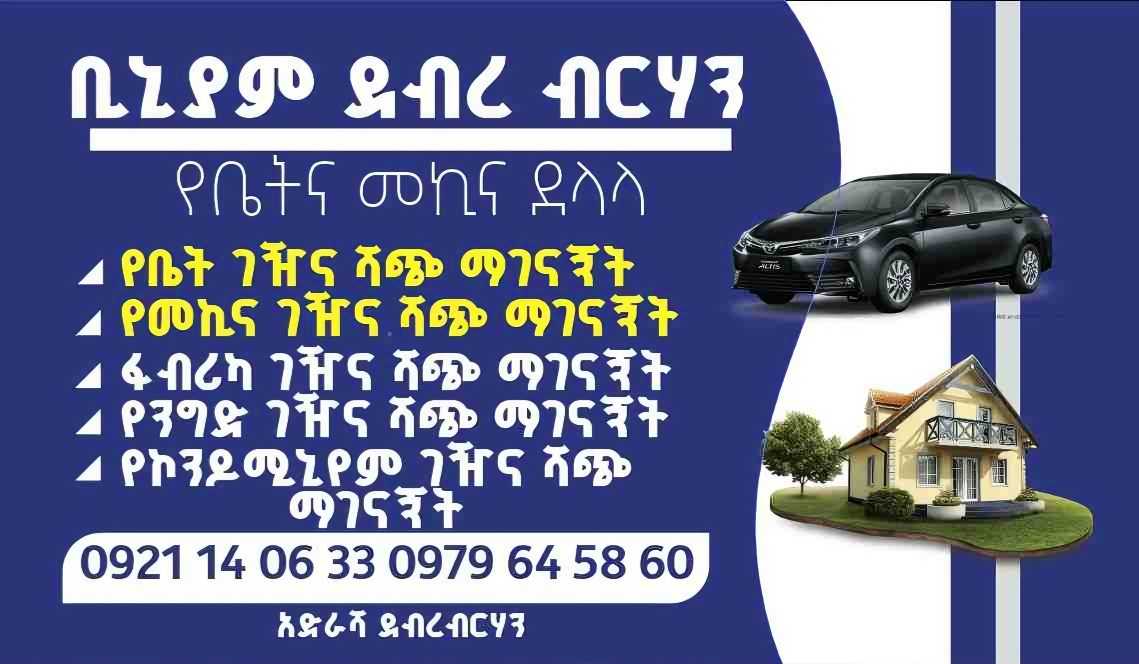 ቢኒያም ደብረ ብርሃን
የቤትና መኪና ደላላ
የቤት ገዥና ሻጭ ማገናኛት
የመኪና ገዥና ሻጭ ማገናኛት
ፋብሪካ ገዥና ሻጭ ማገናኛት
የንግድ ገዥና ሻጭ ማገናኛት
የኮንዶሚኒየም ገዥና ሻጭ
ማገናኛት
0921 14 06 33 0979 64 58 60
አድራሻ ደብረብርሃን
ALTIS